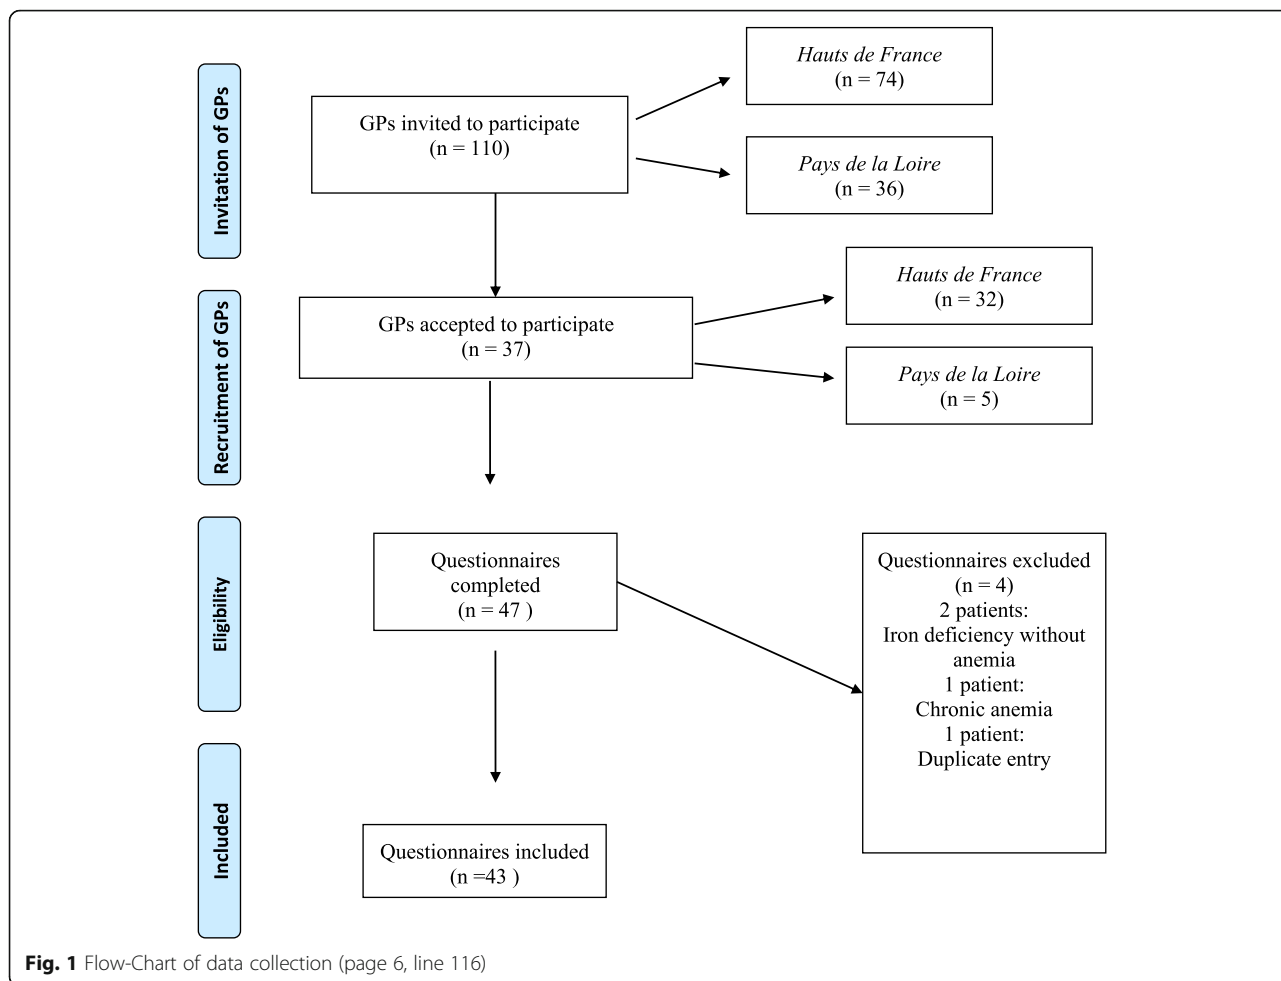 Invitation of GPs
GPs invited to participate
(n = 110)
Hauts de France
(n = 74)
Pays de la Loire
(n = 36)
Recruitment of GPs
GPs accepted to participate
(n = 37)
Hauts de France
(n = 32)
Pays de la Loire
(n = 5)
Eligibility
Questionnaires
completed
(n = 47 )
Questionnaires excluded
(n = 4)
2 patients:
Iron deficiency without
anemia
1 patient:
Chronic anemia
1 patient:
Duplicate entry
Included
Questionnaires included
(n =43 )
Fig. 1 Flow-Chart of data collection (page 6, line 116)